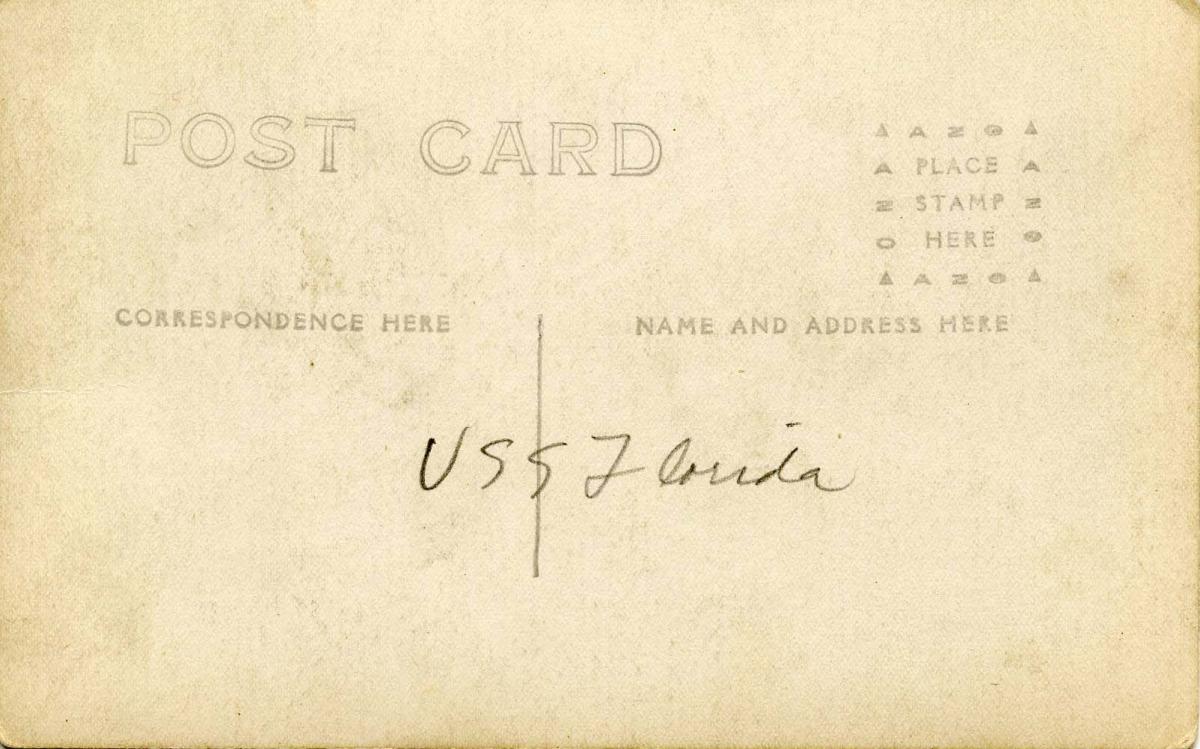 POST CARD
AZO
A PLACE A
Z STAMP Z
O HERE O
AZO
CORRESPONDENCE HERE
NAME AND ADDRESS HERE
USS Florida